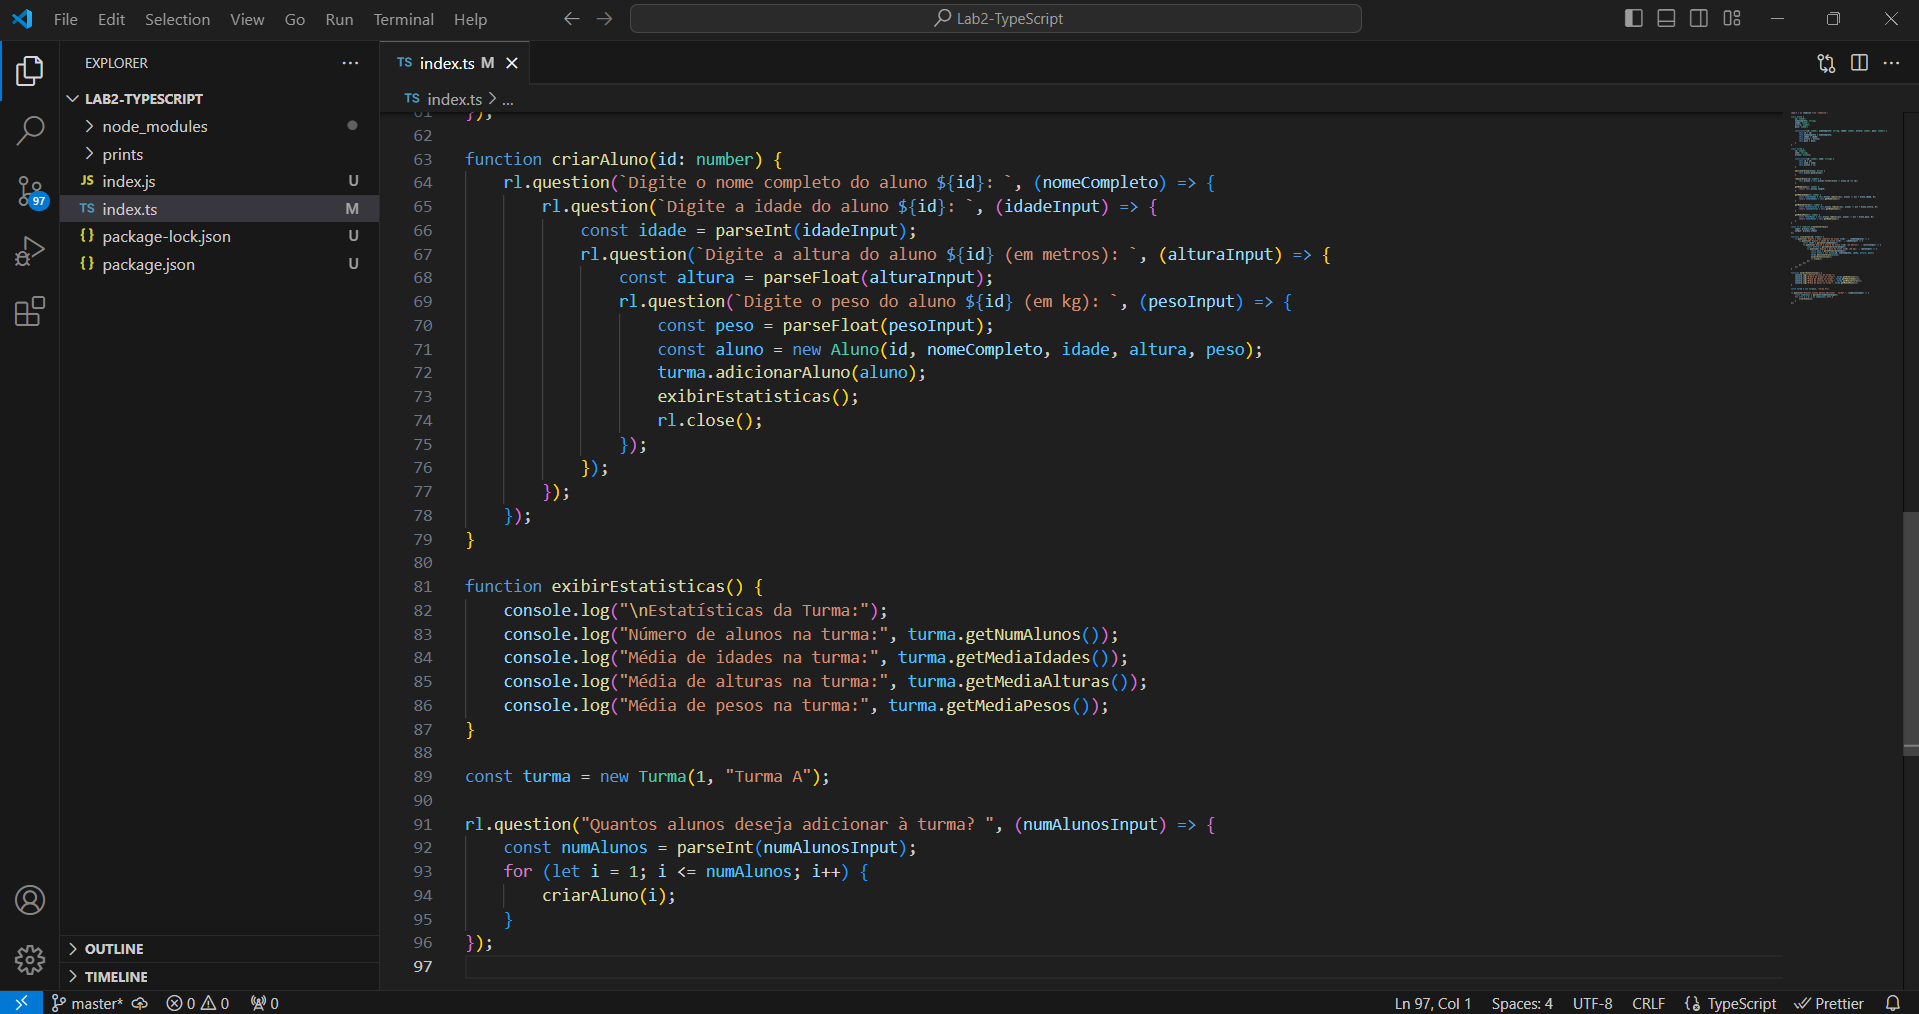 File Edit Selection View Go Run Terminal Help
Lab2-TypeScript
EXPLORER
LAB2-TYPESCRIPT
node_modules
prints
JS index.js U
TS index.ts M
{} package-lock.json U
{} package.json U
97
OUTLINE
TIMELINE
TS index.ts M
TS index.ts > ...
61 });
62
63 function criarAluno(id: number) {
64 rl.question(`Digite o nome completo do aluno ${id}: `, (nomeCompleto) => {
65 rl.question(`Digite a idade do aluno ${id}: `, (idadeInput) => {
66 const idade = parseInt(idadeInput);
67 rl.question(`Digite a altura do aluno ${id} (em metros): `, (alturaInput) => {
68 const altura = parseFloat(alturaInput);
69 rl.question(`Digite o peso do aluno ${id} (em kg): `, (pesoInput) => {
70 const peso = parseFloat(pesoInput);
71 const aluno = new Aluno(id, nomeCompleto, idade, altura, peso);
72 turma.adicionarAluno(aluno);
73 exibirEstatisticas();
74 rl.close();
75 });
76 });
77 });
78 });
79 }
80
81 function exibirEstatisticas() {
82 console.log("\nEstatísticas da Turma:");
83 console.log("Número de alunos na turma:", turma.getNumAlunos());
84 console.log("Média de idades na turma:", turma.getMediaIdades());
85 console.log("Média de alturas na turma:", turma.getMediaAlturas());
86 console.log("Média de pesos na turma:", turma.getMediaPesos());
87 }
88
89 const turma = new Turma(1, "Turma A");
90
91 rl.question("Quantos alunos deseja adicionar à turma? ", (numAlunosInput) => {
92 const numAlunos = parseInt(numAlunosInput);
93 for (let i = 1; i <= numAlunos; i++) {
94 criarAluno(i);
95 }
96 });
97
master* 0 0 0
Ln 97, Col 1 Spaces: 4 UTF-8 CRLF {} TypeScript Prettier